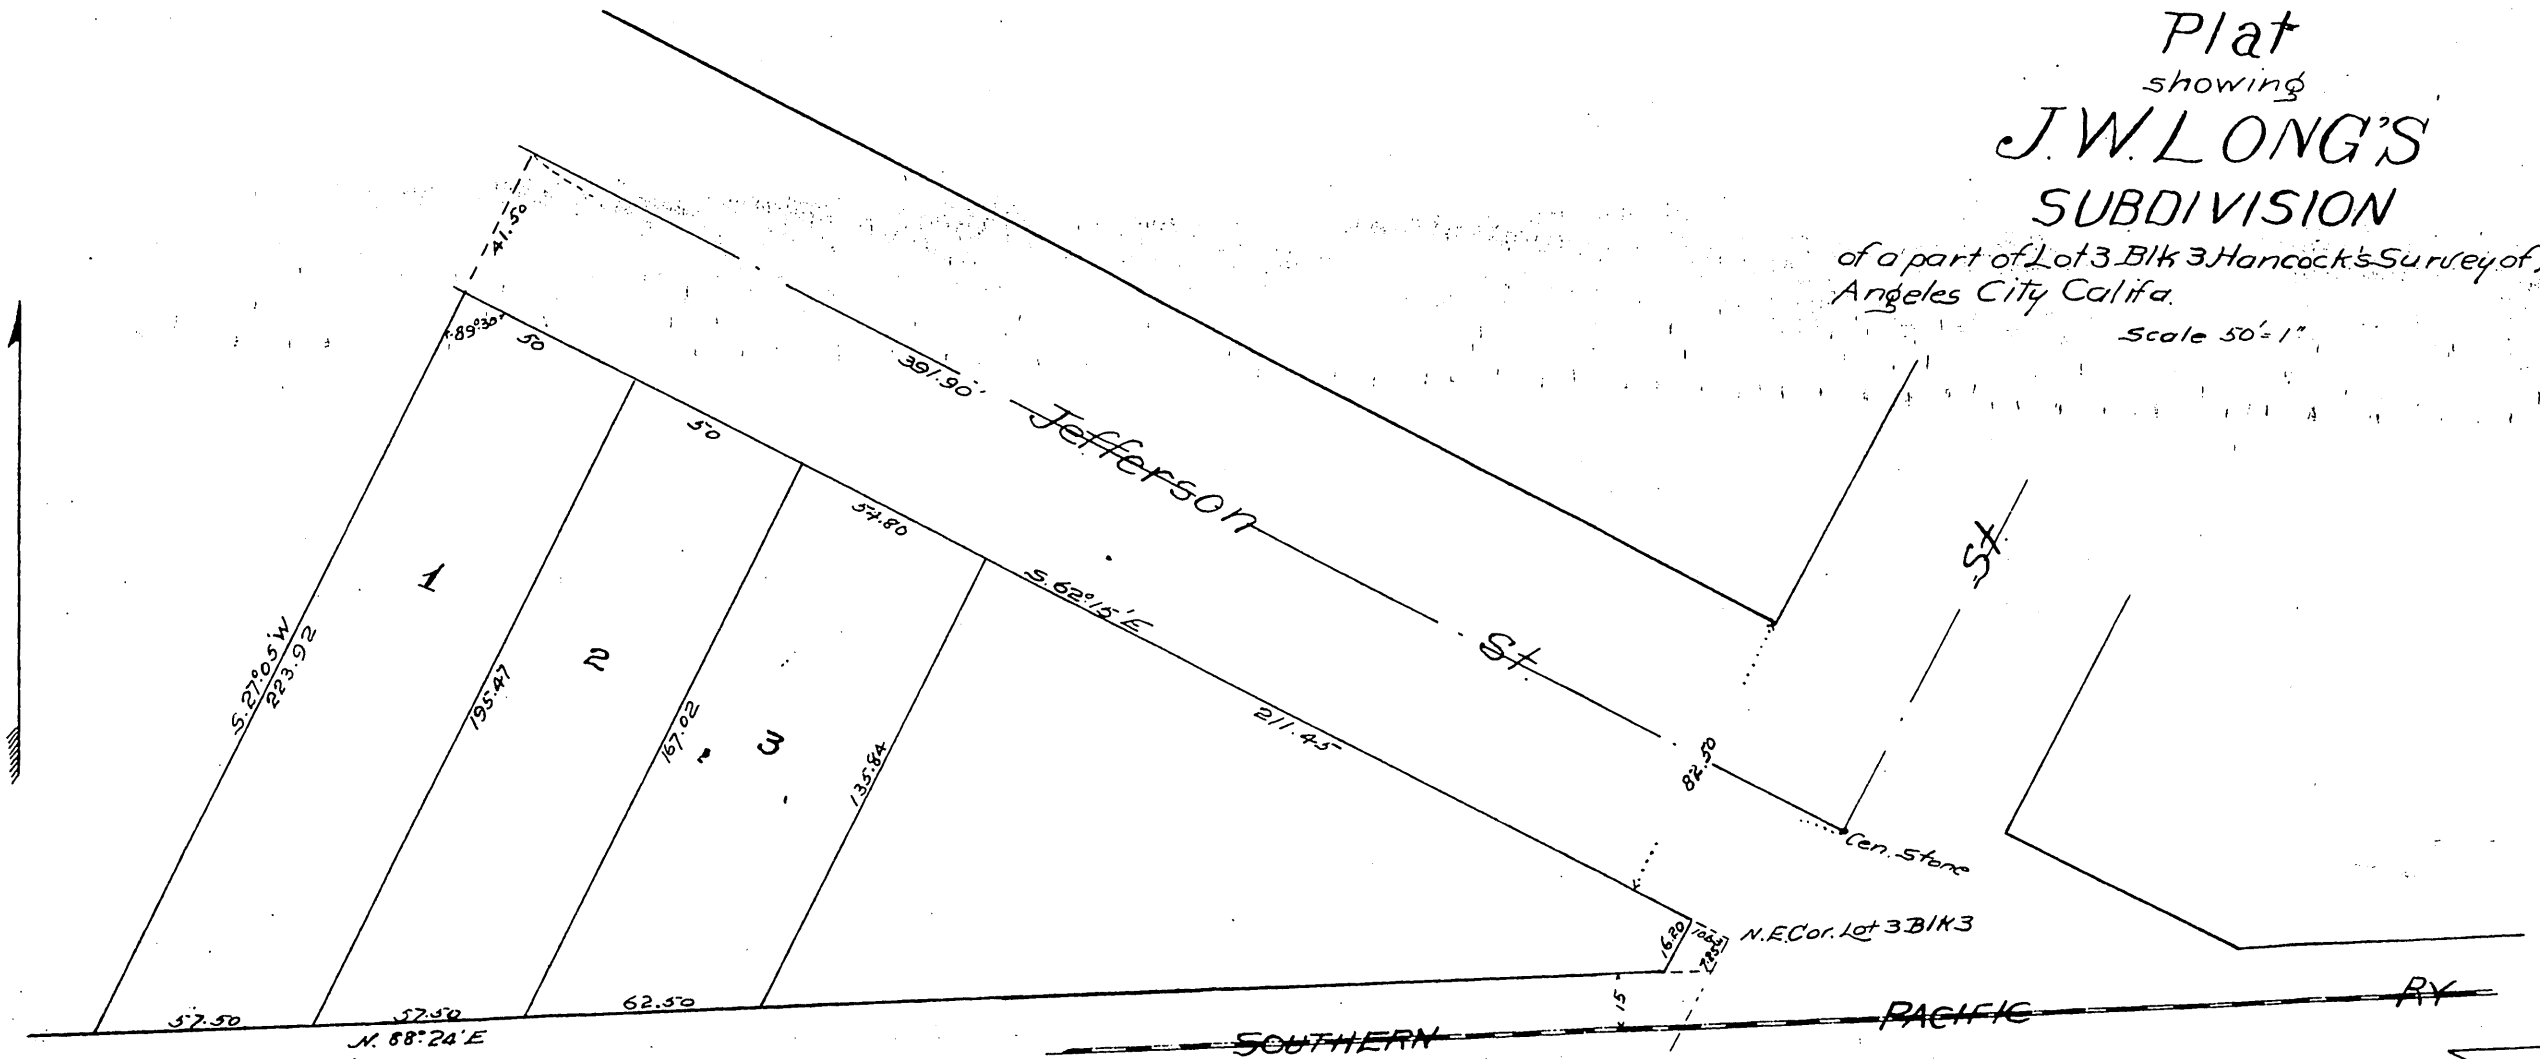 Plat
showing
J.W. LONG'S
SUBDIVISION
of a part of Lot 3 Blk 3 Hancock's Survey of
Angeles City Califa.
Scale 50'=1"
41.50
89°30'
50
50
54.80
391.90'
Jefferson St.
St.
S. 62°15' E
211.45
82.50
Cen. Stone
N.E. Cor. Lot 3 Blk 3
16.20
7.85
15
1
2
3
S. 27°05' W
223.92
195.47
167.02
135.84
57.50
57.50
62.50
N. 88°24' E
SOUTHERN PACIFIC RY